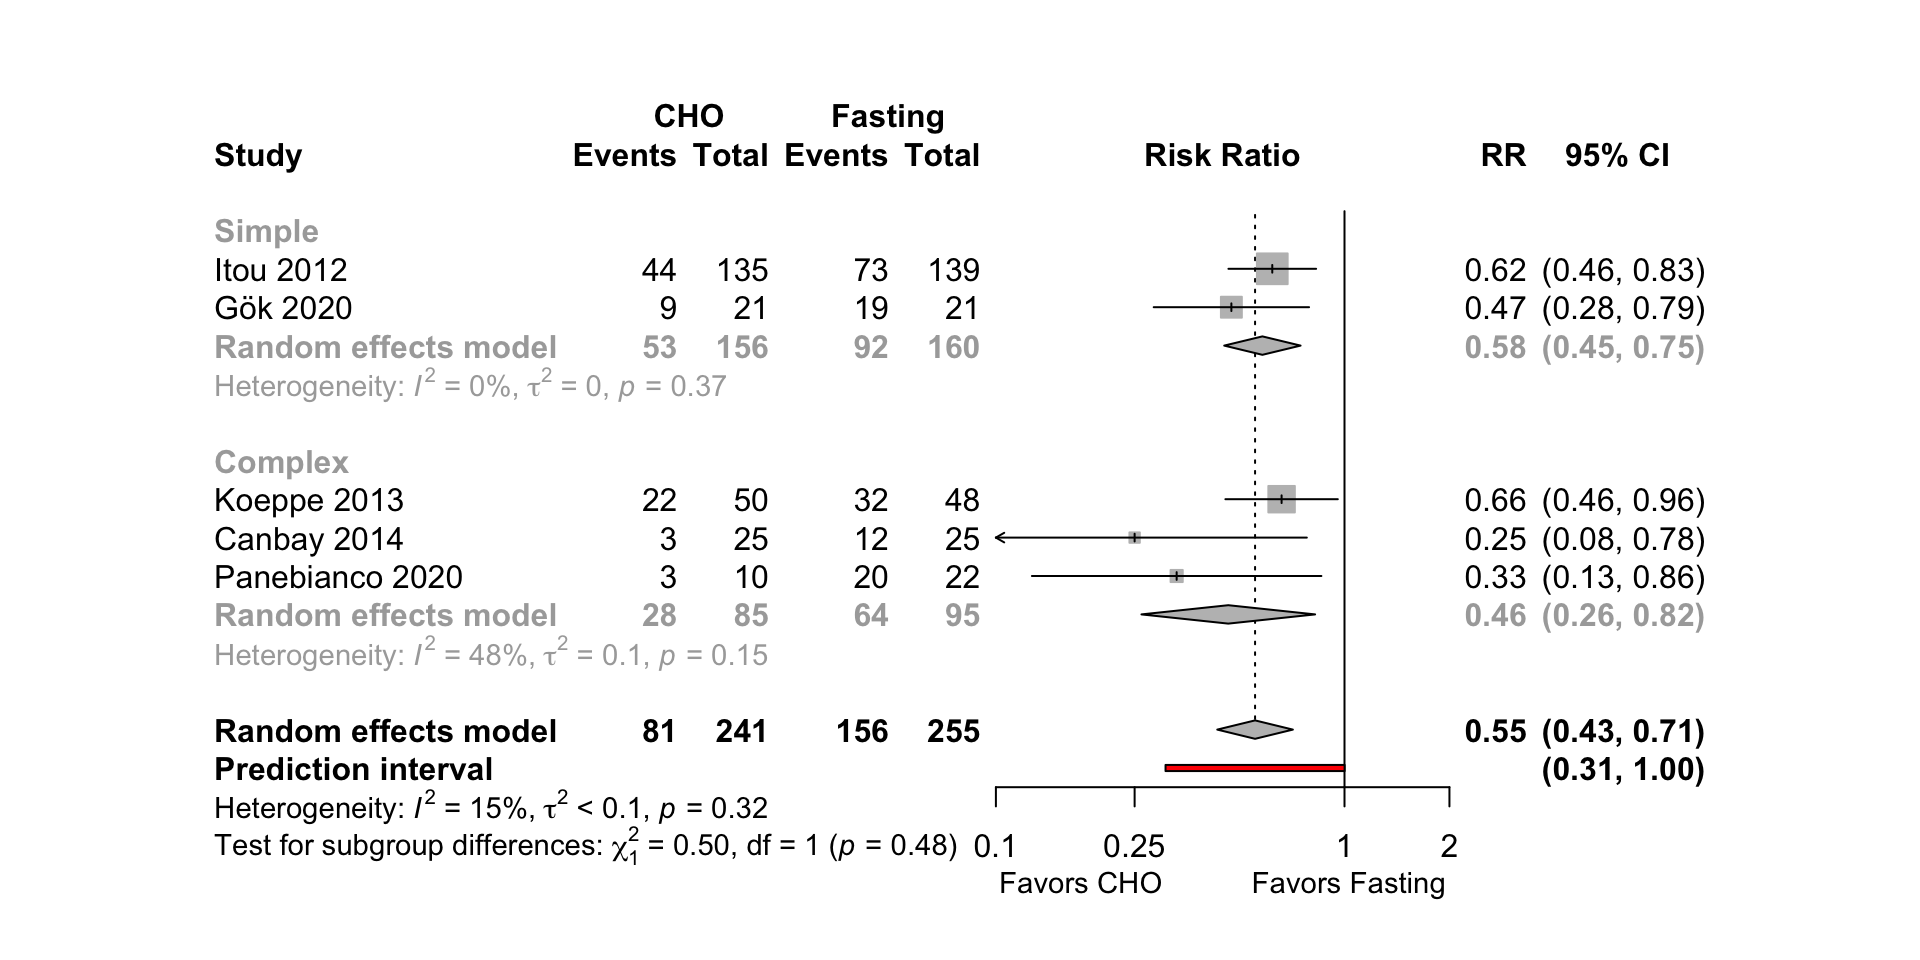 CHO Fasting
Study Events Total Events Total Risk Ratio RR 95% CI
Simple
Itou 2012 44 135 73 139 0.62 (0.46, 0.83)
Gök 2020 9 21 19 21 0.47 (0.28, 0.79)
Random effects model 53 156 92 160 0.58 (0.45, 0.75)
Heterogeneity: I² = 0%, τ² = 0, p = 0.37
Complex
Koeppe 2013 22 50 32 48 0.66 (0.46, 0.96)
Canbay 2014 3 25 12 25 0.25 (0.08, 0.78)
Panebianco 2020 3 10 20 22 0.33 (0.13, 0.86)
Random effects model 28 85 64 95 0.46 (0.26, 0.82)
Heterogeneity: I² = 48%, τ² = 0.1, p = 0.15
Random effects model 81 241 156 255 0.55 (0.43, 0.71)
Prediction interval (0.31, 1.00)
Heterogeneity: I² = 15%, τ² < 0.1, p = 0.32
Test for subgroup differences: χ²₁ = 0.50, df = 1 (p = 0.48) 0.1 0.25 1 2
Favors CHO Favors Fasting